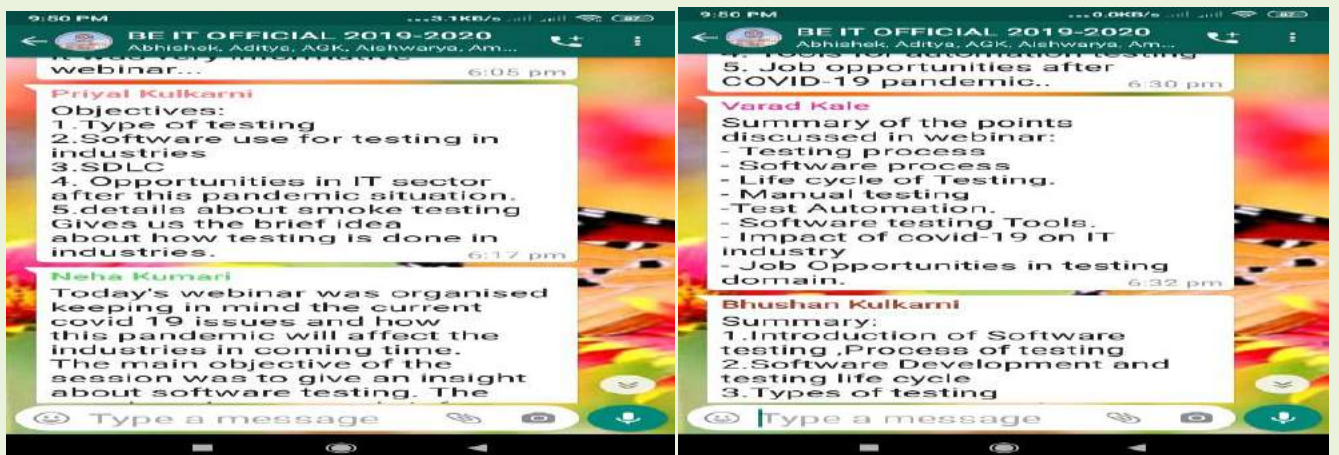 9:50 PM
...3.1KB/s
87
BE IT OFFICIAL 2019-2020
Abhishek, Aditya, AGK, Aishwarya, Am...
webinar...
6:05 pm
Priyal Kulkarni
Objectives:
1.Type of testing
2.Software use for testing in
industries
3.SDLC
4. Opportunities in IT sector
after this pandemic situation.
5.details about smoke testing
Gives us the brief idea
about how testing is done in
industries.
6:17 pm
Neha Kumari
Today's webinar was organised
keeping in mind the current
covid 19 issues and how
this pandemic will affect the
industries in coming time.
The main objective of the
session was to give an insight
about software testing. The
Type a message
9:50 PM
...0.0KB/s
87
BE IT OFFICIAL 2019-2020
Abhishek, Aditya, AGK, Aishwarya, Am...
5. Job opportunities after
COVID-19 pandemic..
6:30 pm
Varad Kale
Summary of the points
discussed in webinar:
- Testing process
- Software process
- Life cycle of Testing.
- Manual testing
-Test Automation.
- Software testing Tools.
- Impact of covid-19 on IT
industry
- Job Opportunities in testing
domain.
6:32 pm
Bhushan Kulkarni
Summary:
1.Introduction of Software
testing ,Process of testing
2.Software Development and
testing life cycle
3.Types of testing
Type a message